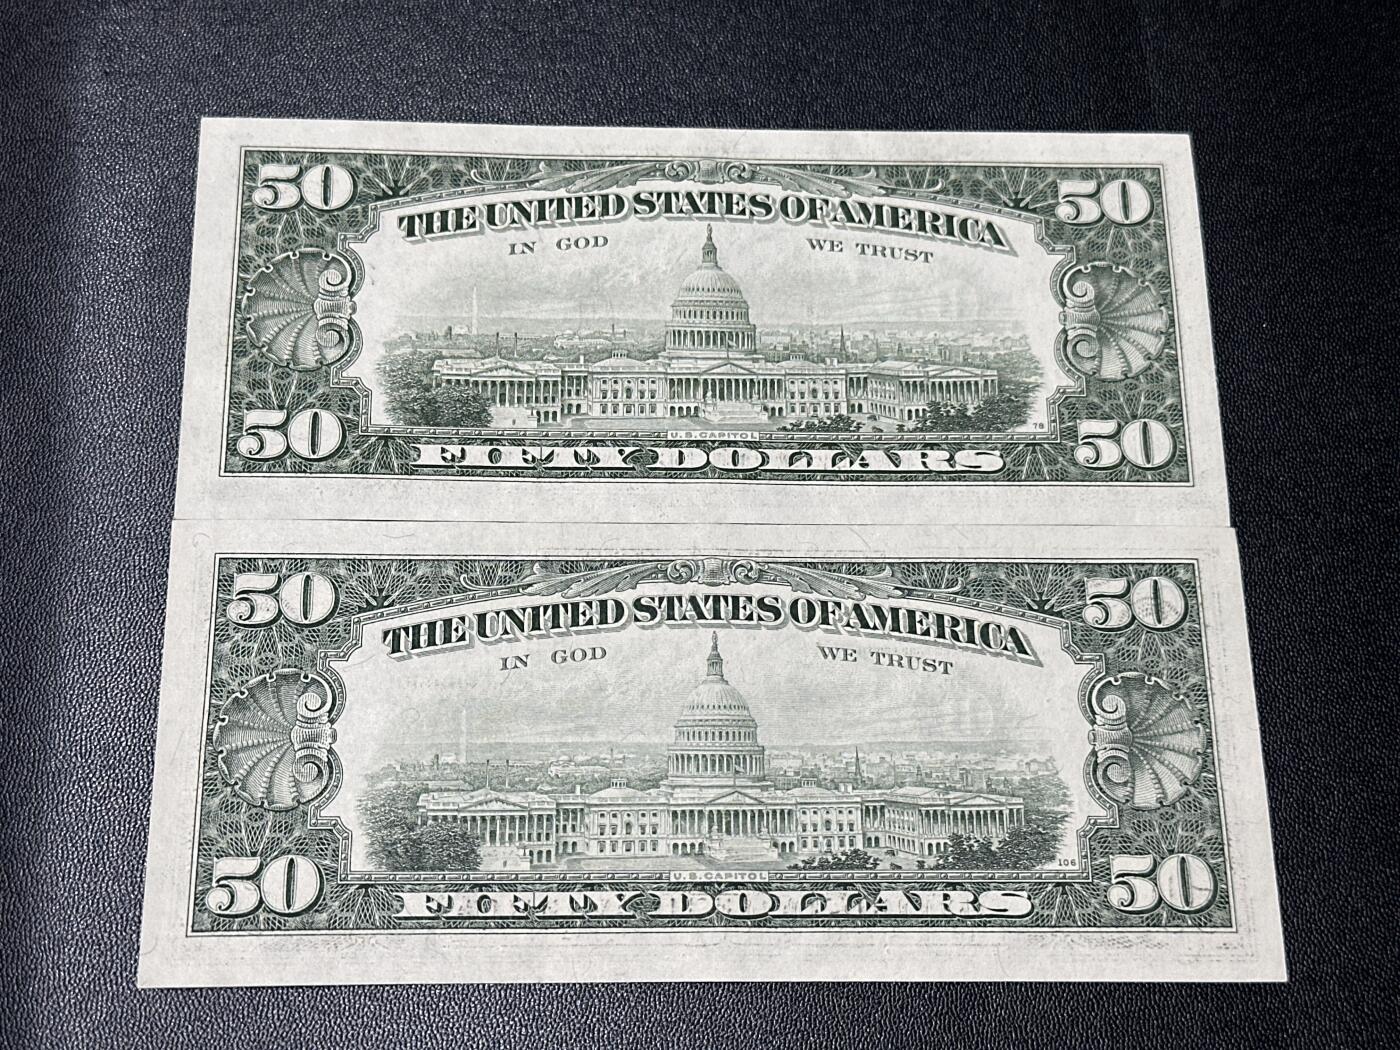 50 50
THE UNITED STATES OF AMERICA
IN GOD WE TRUST
78
50 50
U.S. CAPITOL
FIFTY DOLLARS
50 50
THE UNITED STATES OF AMERICA
IN GOD WE TRUST
106
50 50
U.S. CAPITOL
FIFTY DOLLARS